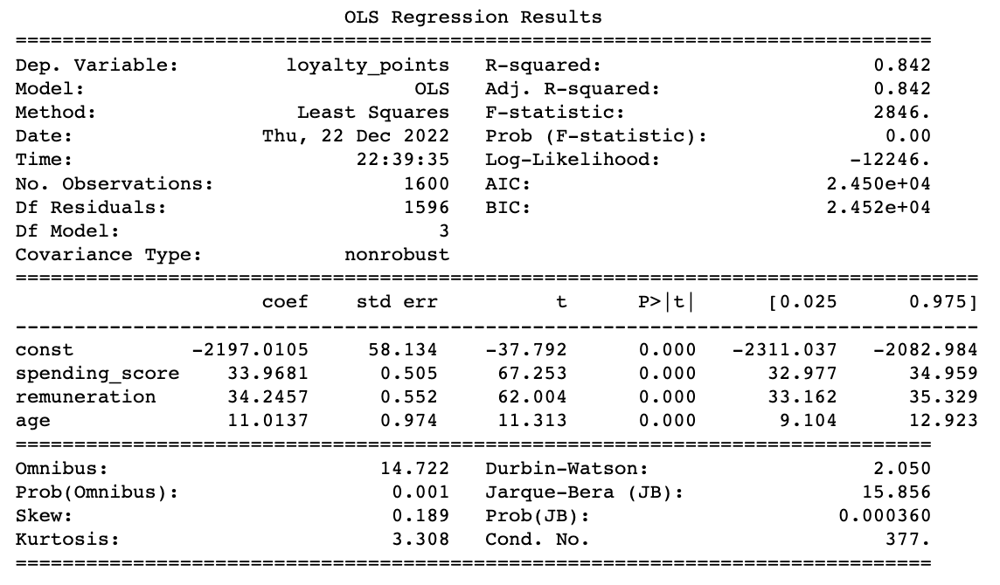 OLS Regression Results
==============================================================================
Dep. Variable: loyalty_points R-squared: 0.842
Model: OLS Adj. R-squared: 0.842
Method: Least Squares F-statistic: 2846.
Date: Thu, 22 Dec 2022 Prob (F-statistic): 0.00
Time: 22:39:35 Log-Likelihood: -12246.
No. Observations: 1600 AIC: 2.450e+04
Df Residuals: 1596 BIC: 2.452e+04
Df Model: 3
Covariance Type: nonrobust
==================================================================================
coef std err t P>|t| [0.025 0.975]
----------------------------------------------------------------------------------
const -2197.0105 58.134 -37.792 0.000 -2311.037 -2082.984
spending_score 33.9681 0.505 67.253 0.000 32.977 34.959
remuneration 34.2457 0.552 62.004 0.000 33.162 35.329
age 11.0137 0.974 11.313 0.000 9.104 12.923
==============================================================================
Omnibus: 14.722 Durbin-Watson: 2.050
Prob(Omnibus): 0.001 Jarque-Bera (JB): 15.856
Skew: 0.189 Prob(JB): 0.000360
Kurtosis: 3.308 Cond. No. 377.
==============================================================================